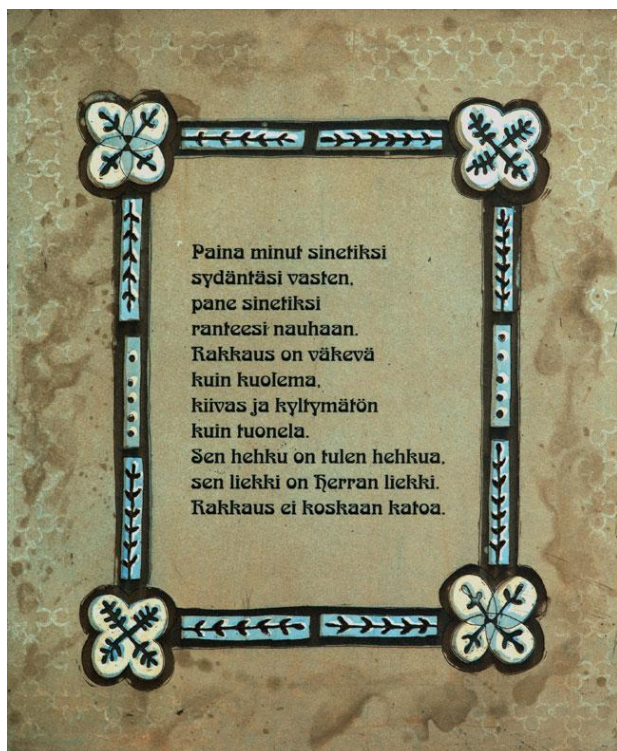 Paina minut sinetiksi
sydäntäsi vasten,
pane sinetiksi
ranteesi nauhaan.
Rakkaus on väkevä
kuin kuolema,
kiivas ja kyltymätön
kuin tuonela.
Sen hehku on tulen hehkua,
sen liekki on Herran liekki.
Rakkaus ei koskaan katoa.